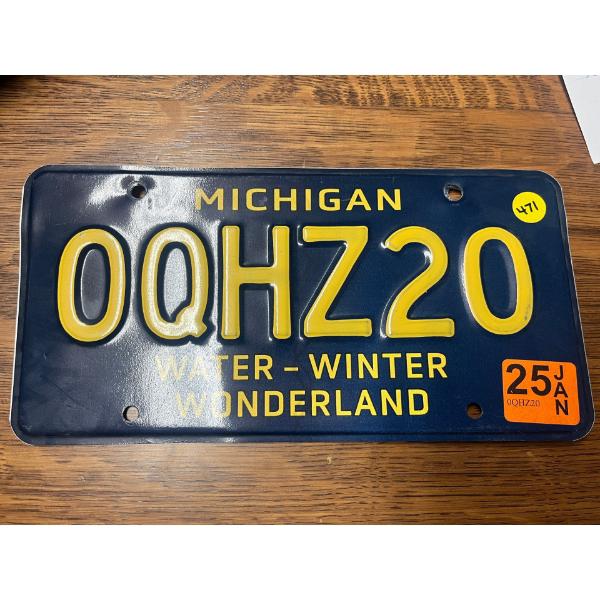 MICHIGAN
471
0QHZ20
WATER - WINTER
WONDERLAND
25 JAN
0QHZ20